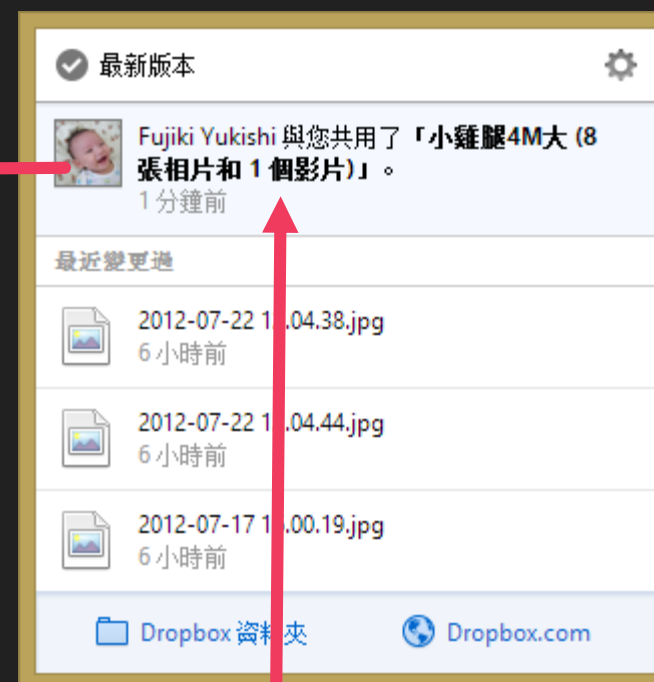 最新版本
Fujiki Yukishi 與您共用了「小雞腿4M大 (8
張相片和 1 個影片)」。
1 分鐘前
最近變更過
2012-07-22 1 .04.38.jpg
6 小時前
2012-07-22 1 .04.44.jpg
6 小時前
2012-07-17 1 .00.19.jpg
6 小時前
Dropbox 資料夾
Dropbox.com